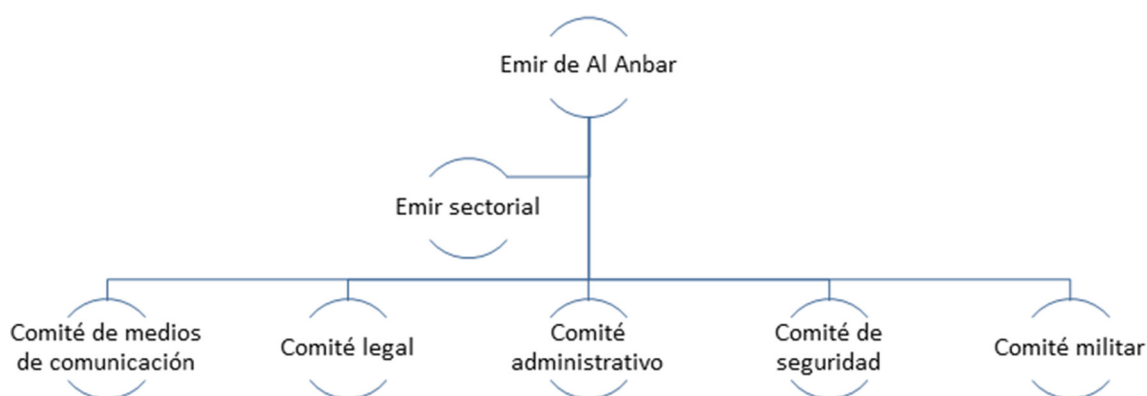 Emir de Al Anbar
Emir sectorial
Comité de medios
de comunicación
Comité legal
Comité
administrativo
Comité de
seguridad
Comité militar